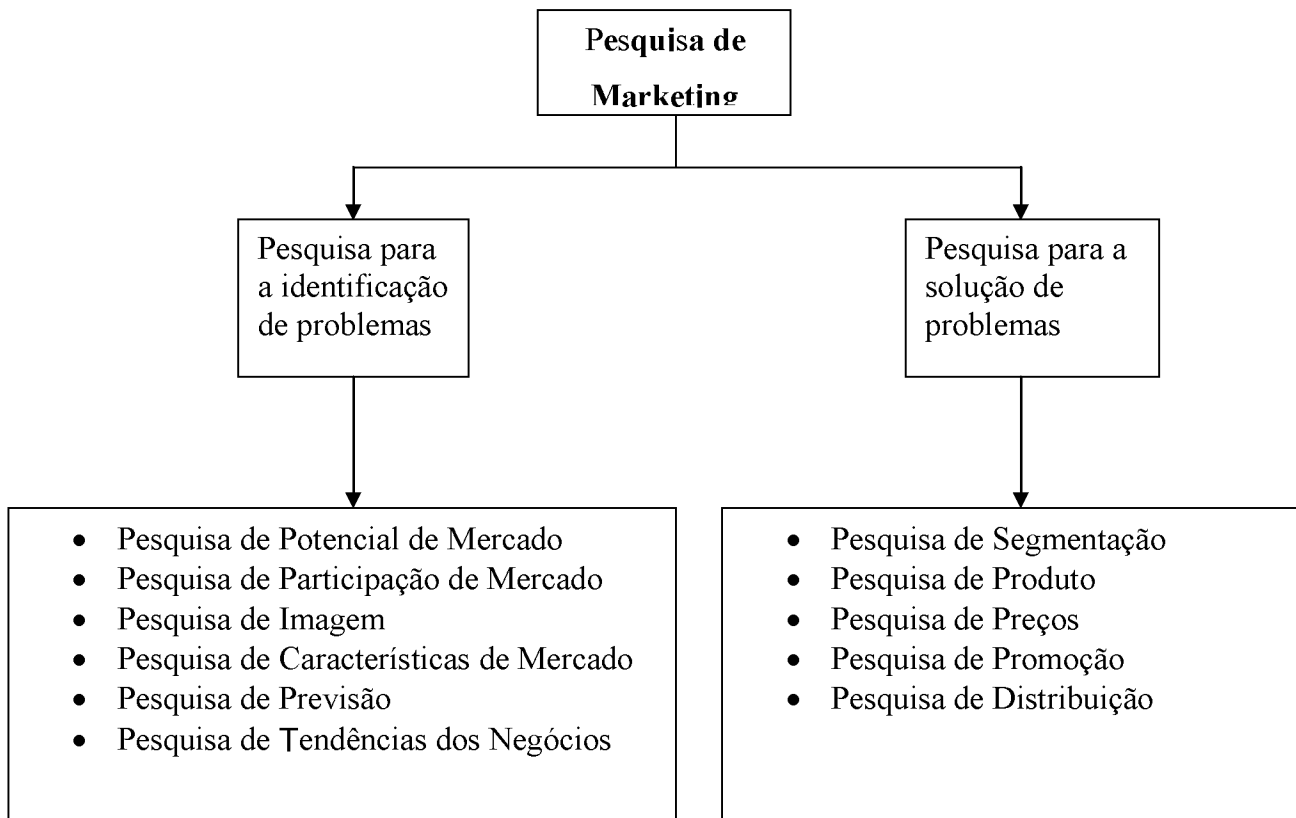 Pesquisa de
Marketing
Pesquisa para
a identificação
de problemas
Pesquisa para a
solução de
problemas
• Pesquisa de Potencial de Mercado
• Pesquisa de Participação de Mercado
• Pesquisa de Imagem
• Pesquisa de Características de Mercado
• Pesquisa de Previsão
• Pesquisa de Tendências dos Negócios
• Pesquisa de Segmentação
• Pesquisa de Produto
• Pesquisa de Preços
• Pesquisa de Promoção
• Pesquisa de Distribuição